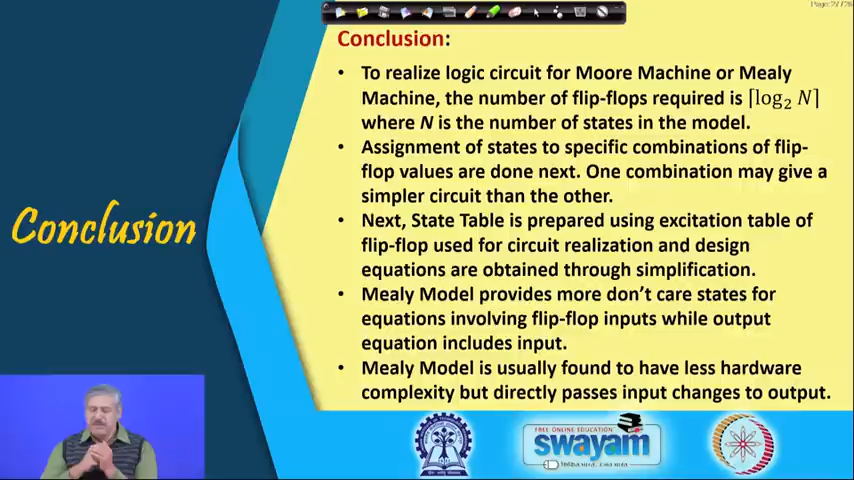 Page: 27/28
Conclusion:
• To realize logic circuit for Moore Machine or Mealy
Machine, the number of flip-flops required is ⌈log₂ N⌉
where N is the number of states in the model.
• Assignment of states to specific combinations of flip-
flop values are done next. One combination may give a
simpler circuit than the other.
• Next, State Table is prepared using excitation table of
flip-flop used for circuit realization and design
equations are obtained through simplification.
• Mealy Model provides more don’t care states for
equations involving flip-flop inputs while output
equation includes input.
• Mealy Model is usually found to have less hardware
complexity but directly passes input changes to output.
Conclusion
FREE ONLINE EDUCATION
swayam